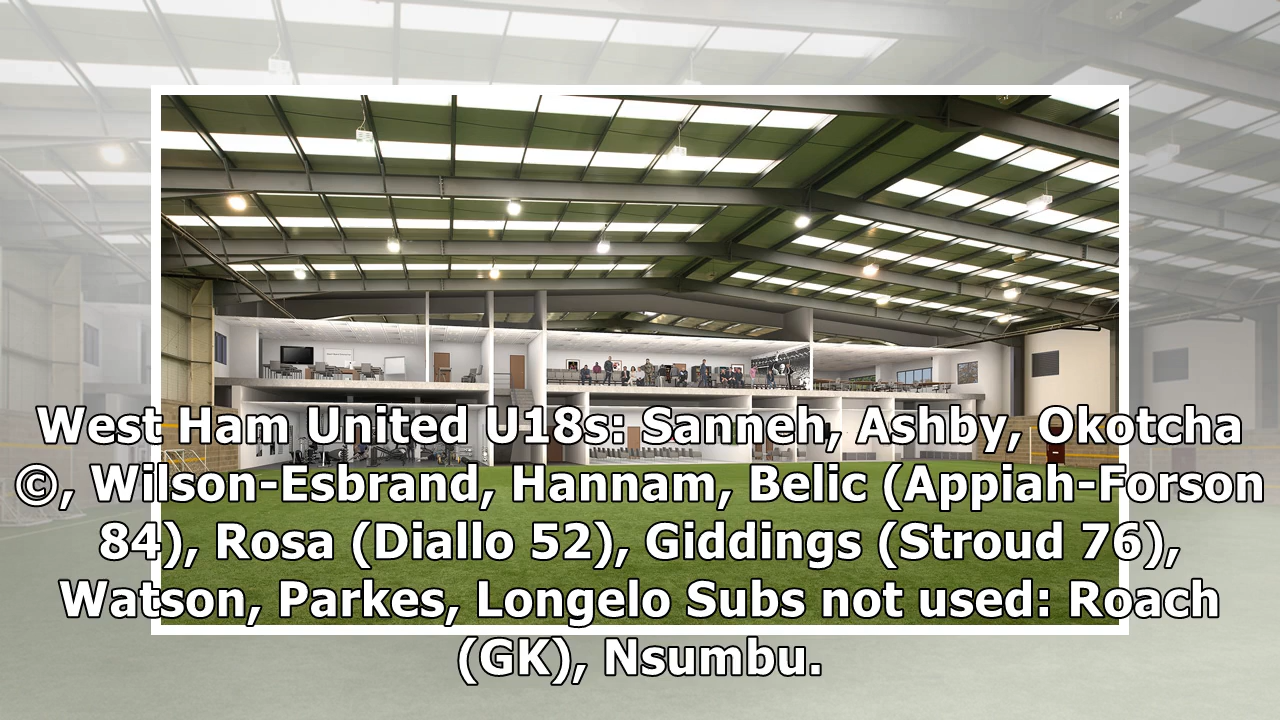 West Ham United U18s: Sanneh, Ashby, Okotcha
©, Wilson-Esbrand, Hannam, Belic (Appiah-Forson
84), Rosa (Diallo 52), Giddings (Stroud 76),
Watson, Parkes, Longelo Subs not used: Roach
(GK), Nsumbu.